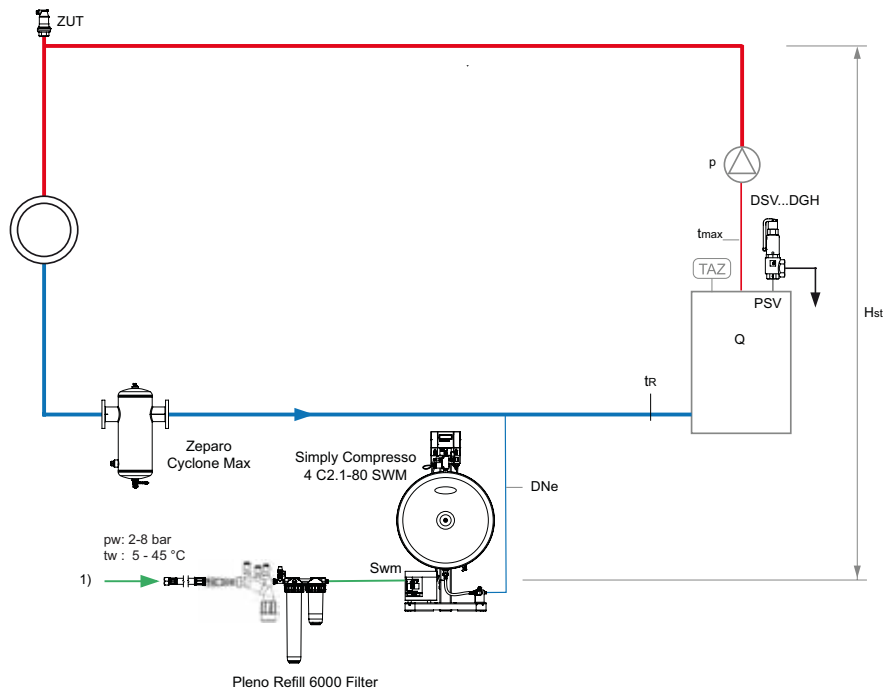 ZUT
p
DSV...DGH
tmax
TAZ
PSV
Hst
Q
tR
Zeparo
Cyclone Max
Simply Compresso
4 C2.1-80 SWM
DNe
pw: 2-8 bar
tw : 5 - 45 °C
Swm
1)
Pleno Refill 6000 Filter